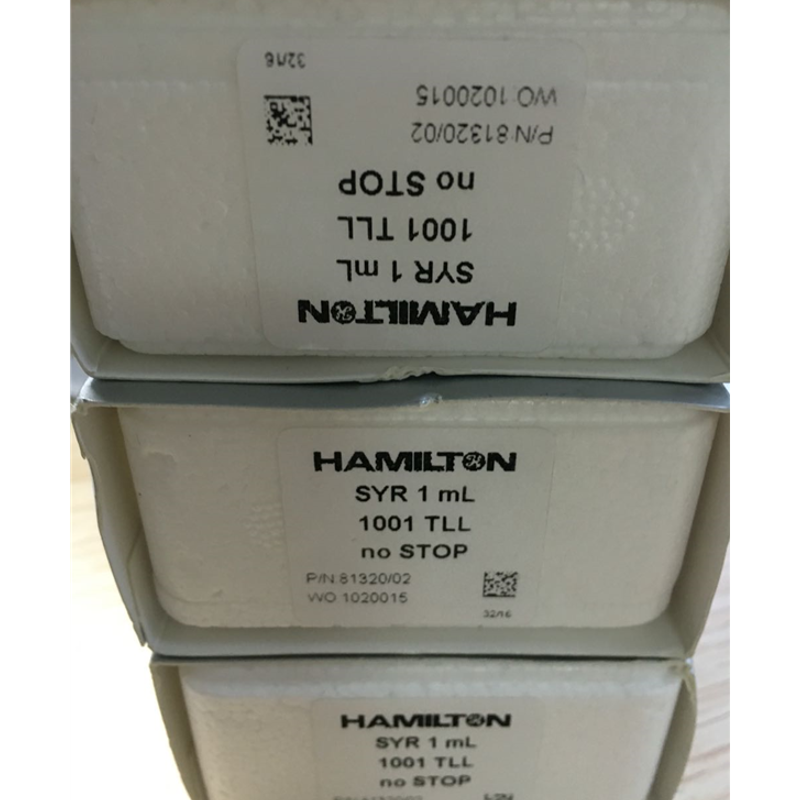 HAMILTON
SYR 1 mL
1001 TLL
no STOP
P/N 81320/02
WO 1020015
32/16
HAMILTON
SYR 1 mL
1001 TLL
no STOP
P/N 81320/02
WO 1020015
32/16
HAMILTON
SYR 1 mL
1001 TLL
no STOP